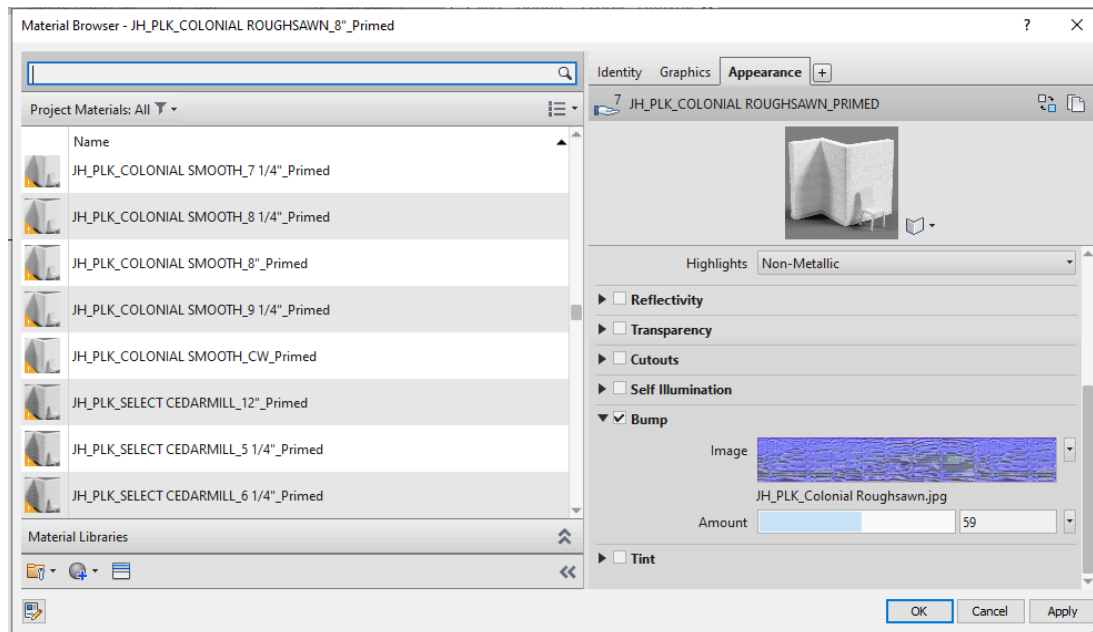 Material Browser - JH_PLK_COLONIAL ROUGHSAWN_8"_Primed
?
Project Materials: All
Name
JH_PLK_COLONIAL SMOOTH_7 1/4"_Primed
JH_PLK_COLONIAL SMOOTH_8 1/4"_Primed
JH_PLK_COLONIAL SMOOTH_8"_Primed
JH_PLK_COLONIAL SMOOTH_9 1/4"_Primed
JH_PLK_COLONIAL SMOOTH_CW_Primed
JH_PLK_SELECT CEDARMILL_12"_Primed
JH_PLK_SELECT CEDARMILL_5 1/4"_Primed
JH_PLK_SELECT CEDARMILL_6 1/4"_Primed
Material Libraries
Identity Graphics Appearance +
7 JH_PLK_COLONIAL ROUGHSAWN_PRIMED
Highlights Non-Metallic
Reflectivity
Transparency
Cutouts
Self Illumination
Bump
Image
JH_PLK_Colonial Roughsawn.jpg
Amount 59
Tint
OK Cancel Apply